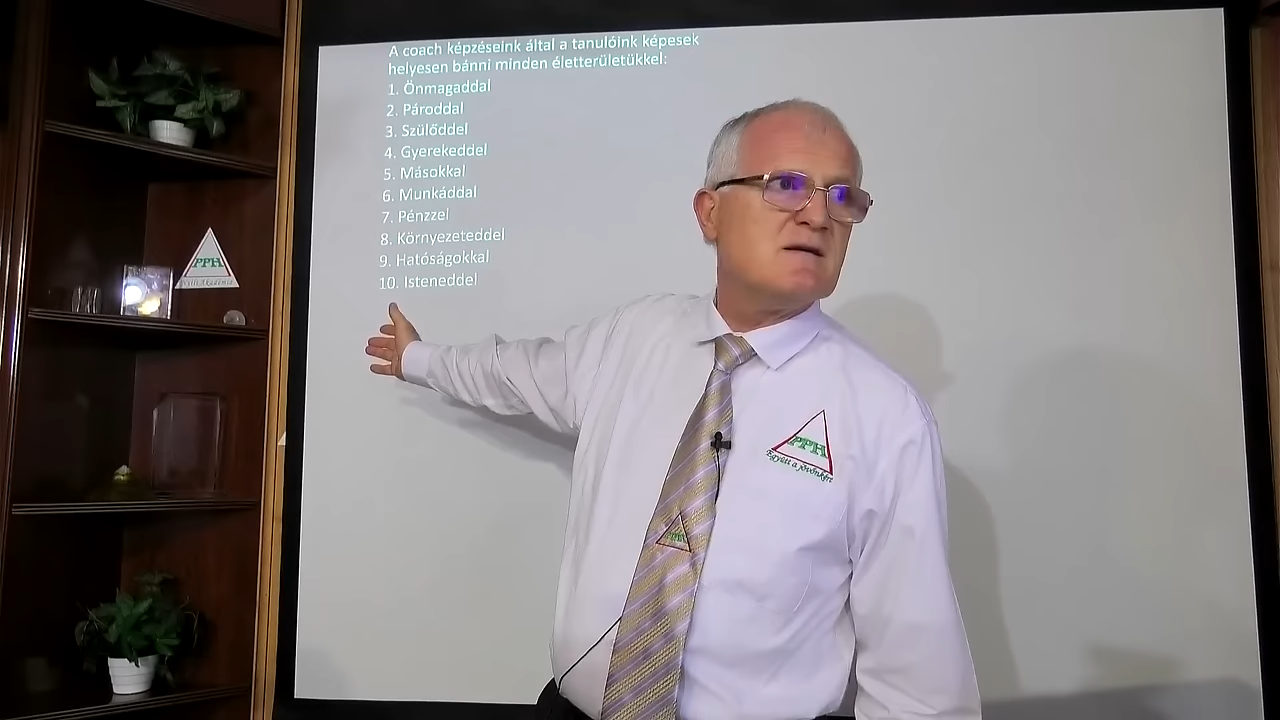 A coach képzéseink által a tanulóink képesek
helyesen bánni minden életterületükkel:
1. Önmagaddal
2. Pároddal
3. Szülőddel
4. Gyerekeddel
5. Másokkal
6. Munkáddal
7. Pénzzel
8. Környezeteddel
9. Hatóságokkal
10. Isteneddel
PPH
PPH
Együtt a jövőnkért
PPH